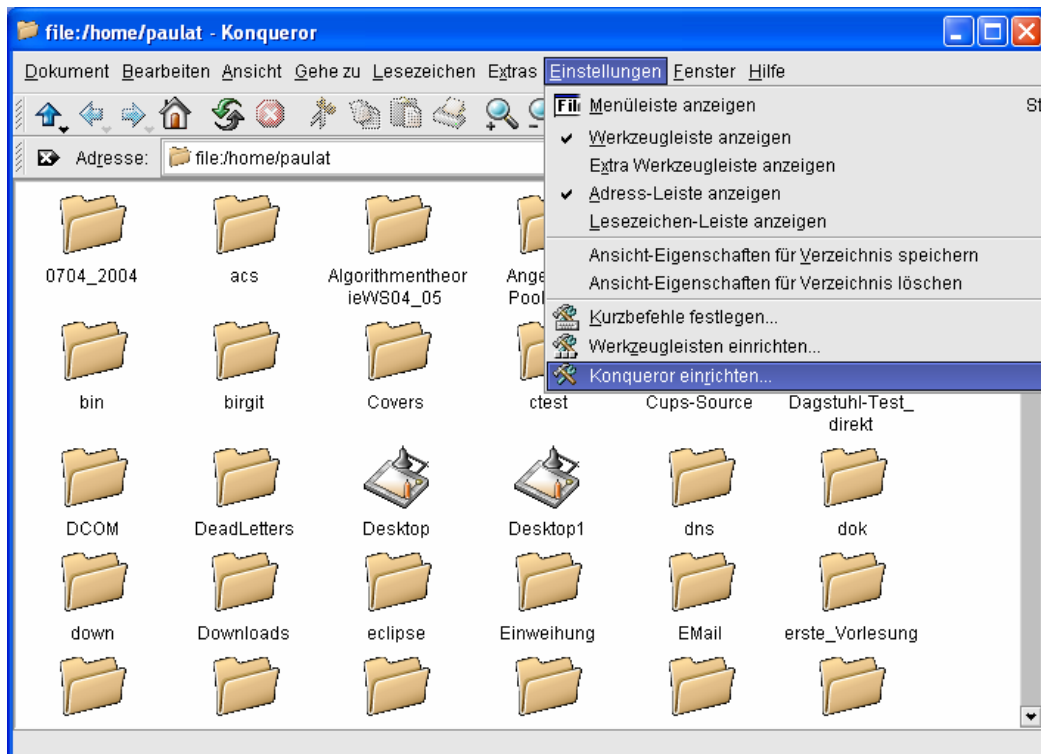 file:/home/paulat - Konqueror
Dokument Bearbeiten Ansicht Gehe zu Lesezeichen Extras Einstellungen Fenster Hilfe
Menüleiste anzeigen
Werkzeugleiste anzeigen
Extra Werkzeugleiste anzeigen
Adress-Leiste anzeigen
Lesezeichen-Leiste anzeigen
Ansicht-Eigenschaften für Verzeichnis speichern
Ansicht-Eigenschaften für Verzeichnis löschen
Kurzbefehle festlegen...
Werkzeugleisten einrichten...
Konqueror einrichten...
Adresse: file:/home/paulat
0704_2004 acs Algorithmentheor
ieWS04_05
bin birgit Covers ctest Cups-Source Dagstuhl-Test_
direkt
DCOM DeadLetters Desktop Desktop1 dns dok
down Downloads eclipse Einweihung EMail erste_Vorlesung